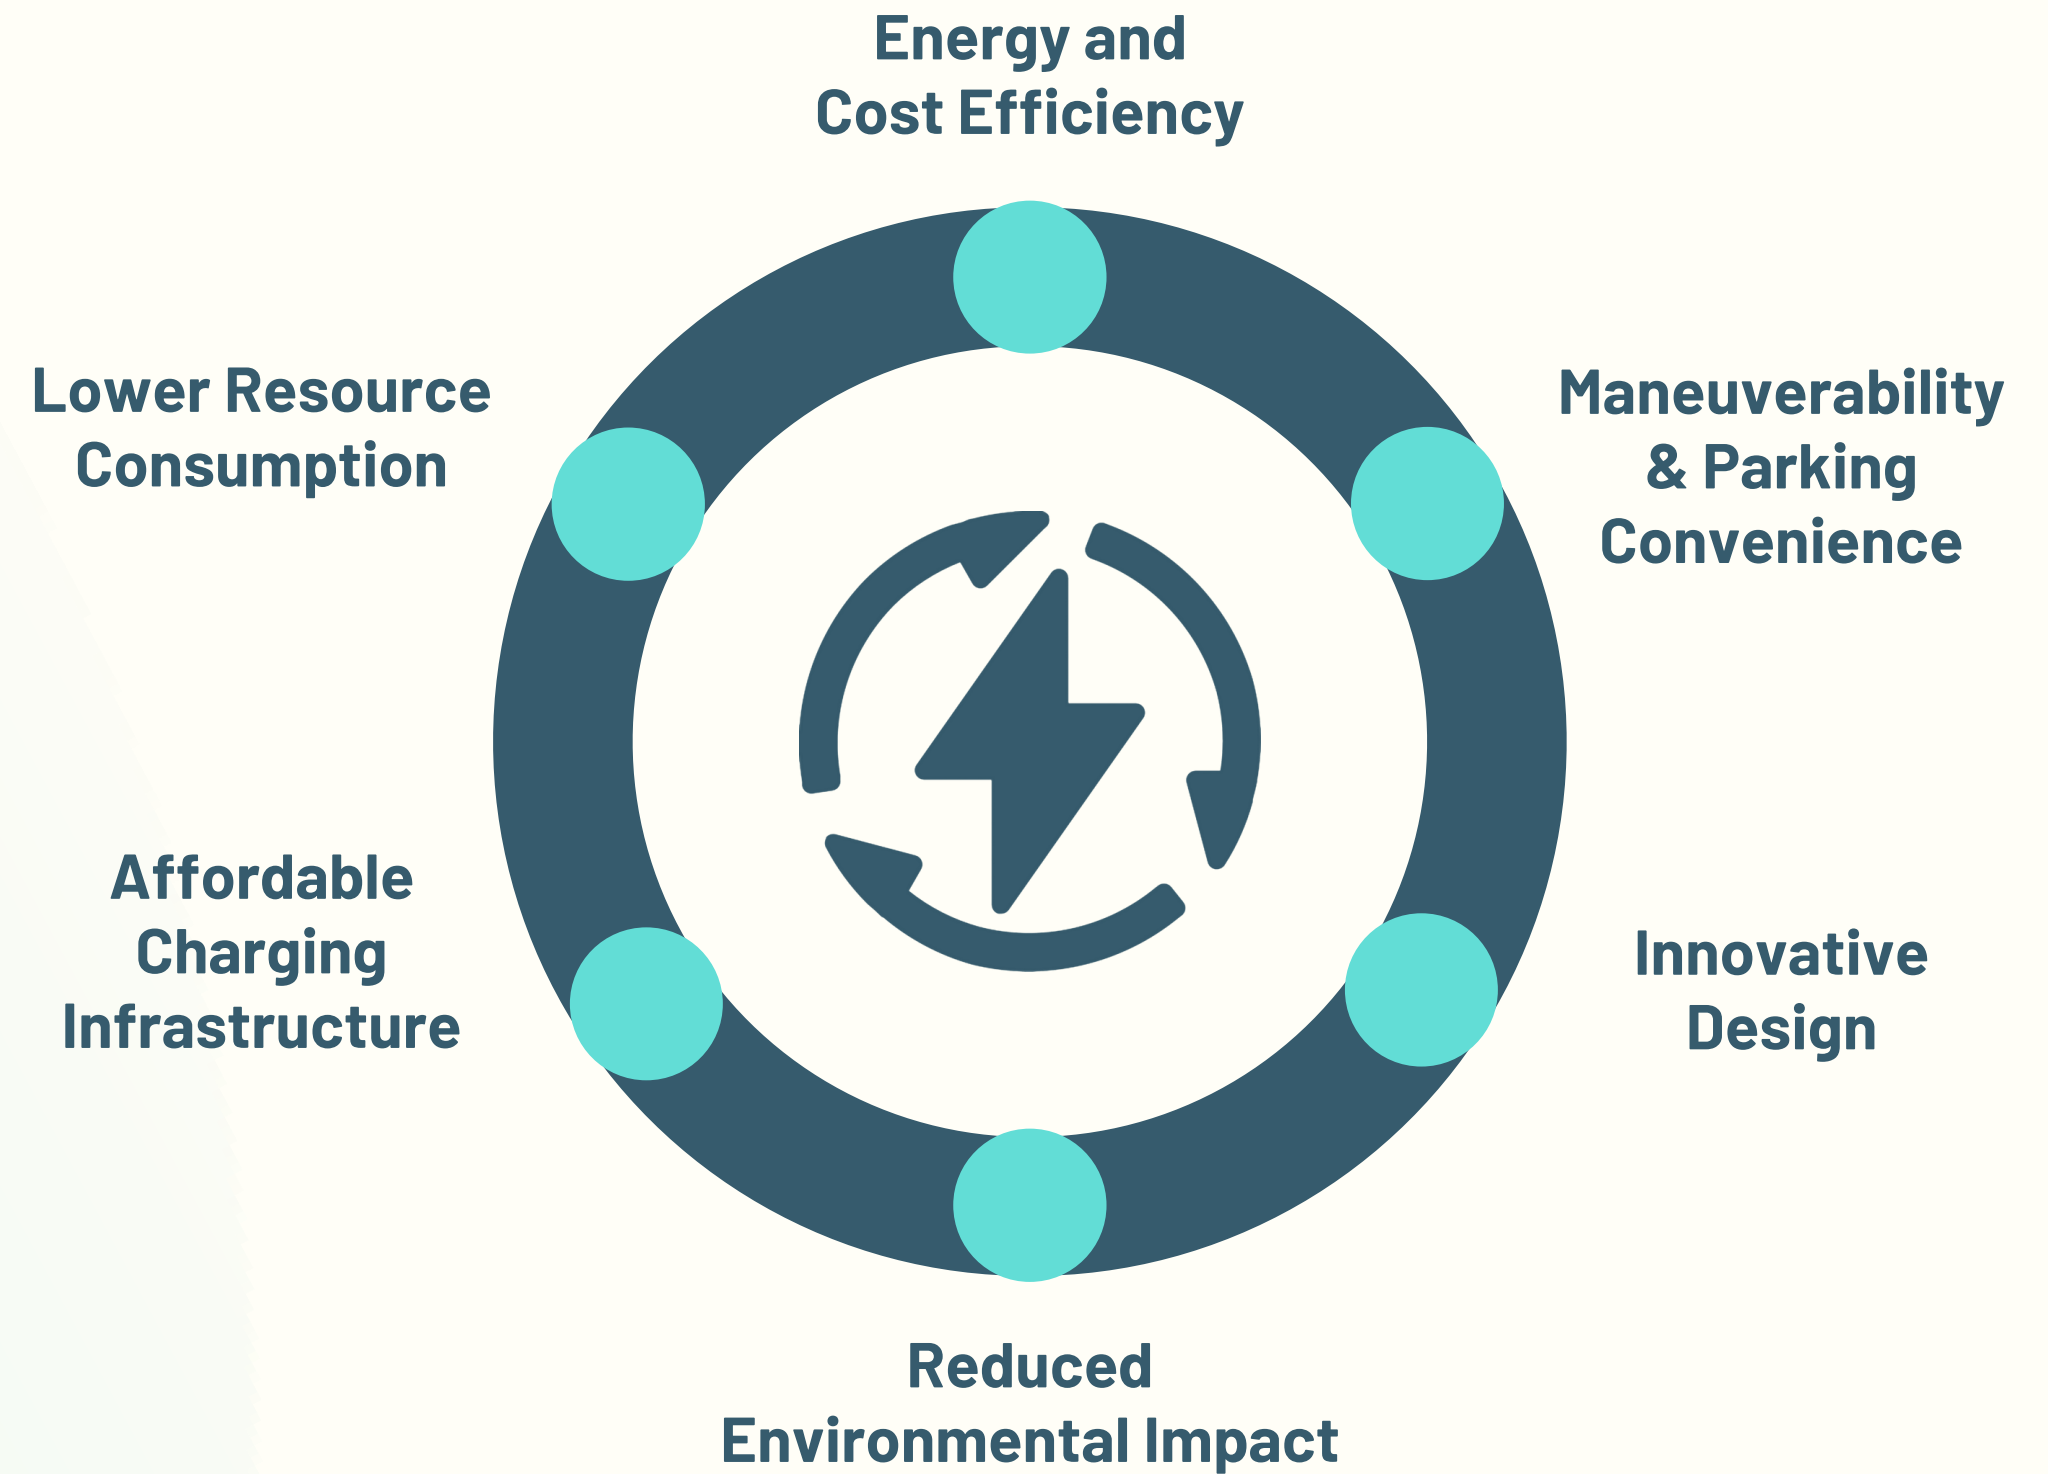 Energy and
Cost Efficiency
Lower Resource
Consumption
Maneuverability
& Parking
Convenience
Affordable
Charging
Infrastructure
Innovative
Design
Reduced
Environmental Impact